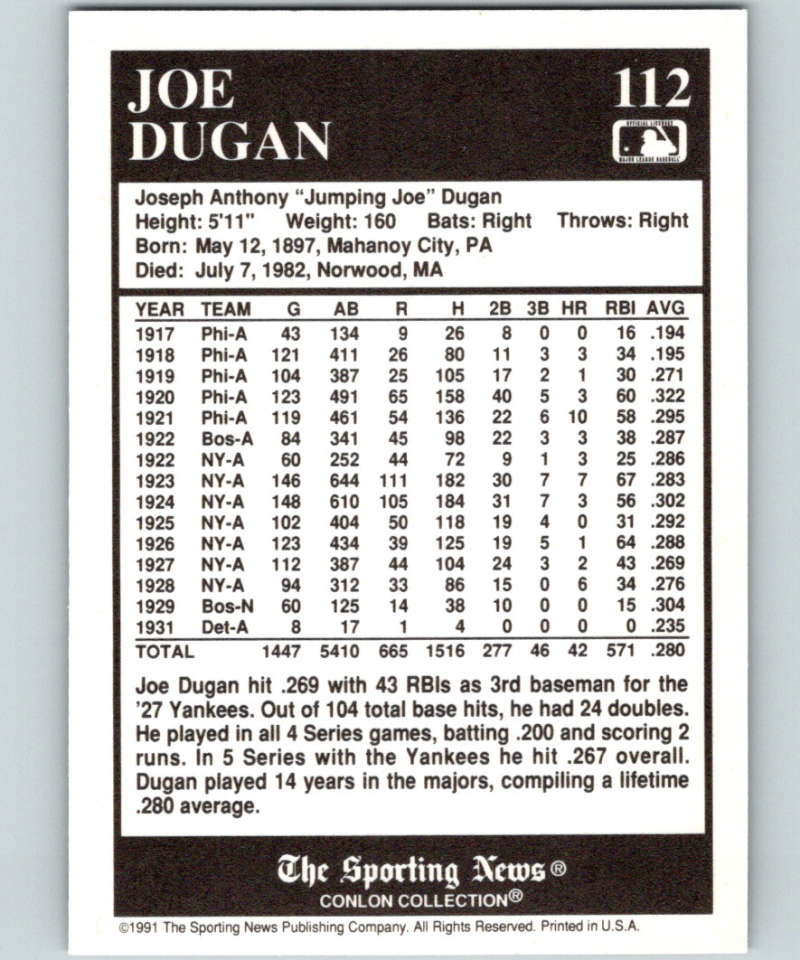 JOE
DUGAN
112
OFFICIAL LICENSEE
MAJOR LEAGUE BASEBALL
Joseph Anthony “Jumping Joe” Dugan
Height: 5'11" Weight: 160 Bats: Right Throws: Right
Born: May 12, 1897, Mahanoy City, PA
Died: July 7, 1982, Norwood, MA
YEAR TEAM G AB R H 2B 3B HR RBI AVG
1917 Phi-A 43 134 9 26 8 0 0 16 .194
1918 Phi-A 121 411 26 80 11 3 3 34 .195
1919 Phi-A 104 387 25 105 17 2 1 30 .271
1920 Phi-A 123 491 65 158 40 5 3 60 .322
1921 Phi-A 119 461 54 136 22 6 10 58 .295
1922 Bos-A 84 341 45 98 22 3 3 38 .287
1922 NY-A 60 252 44 72 9 1 3 25 .286
1923 NY-A 146 644 111 182 30 7 7 67 .283
1924 NY-A 148 610 105 184 31 7 3 56 .302
1925 NY-A 102 404 50 118 19 4 0 31 .292
1926 NY-A 123 434 39 125 19 5 1 64 .288
1927 NY-A 112 387 44 104 24 3 2 43 .269
1928 NY-A 94 312 33 86 15 0 6 34 .276
1929 Bos-N 60 125 14 38 10 0 0 15 .304
1931 Det-A 8 17 1 4 0 0 0 0 .235
TOTAL 1447 5410 665 1516 277 46 42 571 .280
Joe Dugan hit .269 with 43 RBIs as 3rd baseman for the
'27 Yankees. Out of 104 total base hits, he had 24 doubles.
He played in all 4 Series games, batting .200 and scoring 2
runs. In 5 Series with the Yankees he hit .267 overall.
Dugan played 14 years in the majors, compiling a lifetime
.280 average.
The Sporting News®
CONLON COLLECTION®
©1991 The Sporting News Publishing Company. All Rights Reserved. Printed in U.S.A.